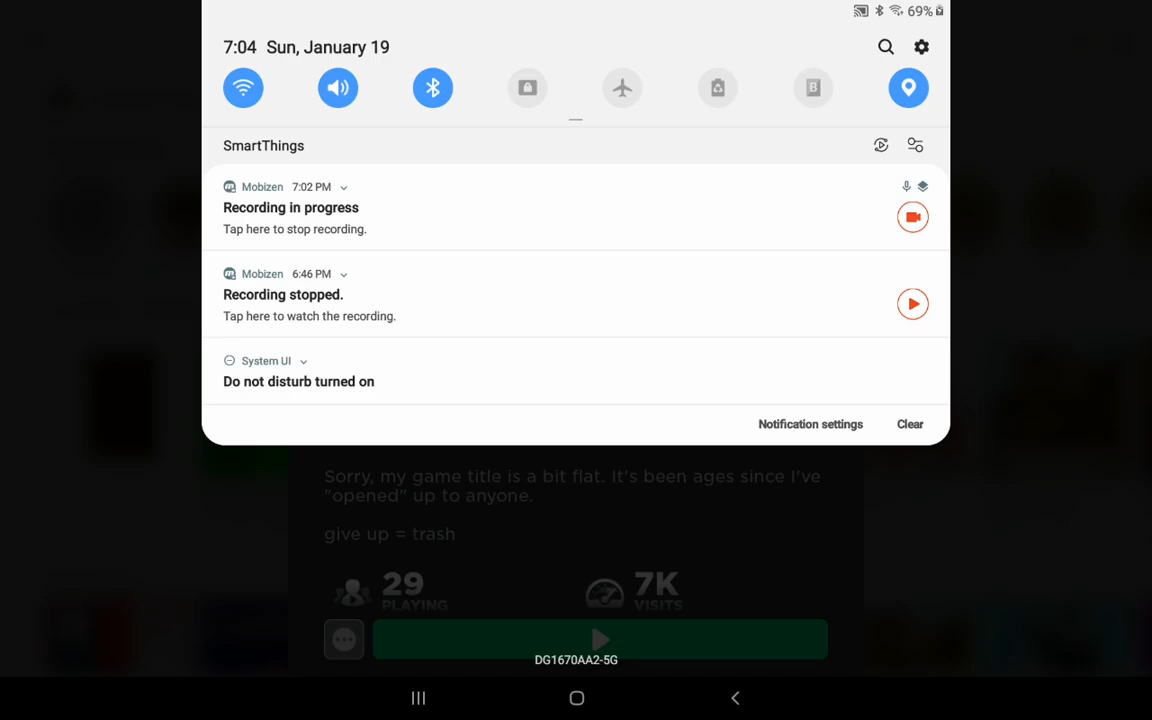 69%
7:04 Sun, January 19
SmartThings
Mobizen 7:02 PM
Recording in progress
Tap here to stop recording.
Mobizen 6:46 PM
Recording stopped.
Tap here to watch the recording.
System UI
Do not disturb turned on
Notification settings Clear
Sorry, my game title is a bit flat. It's been ages since I've
"opened" up to anyone.
give up = trash
29 7K
PLAYING VISITS
DG1670AA2-5G